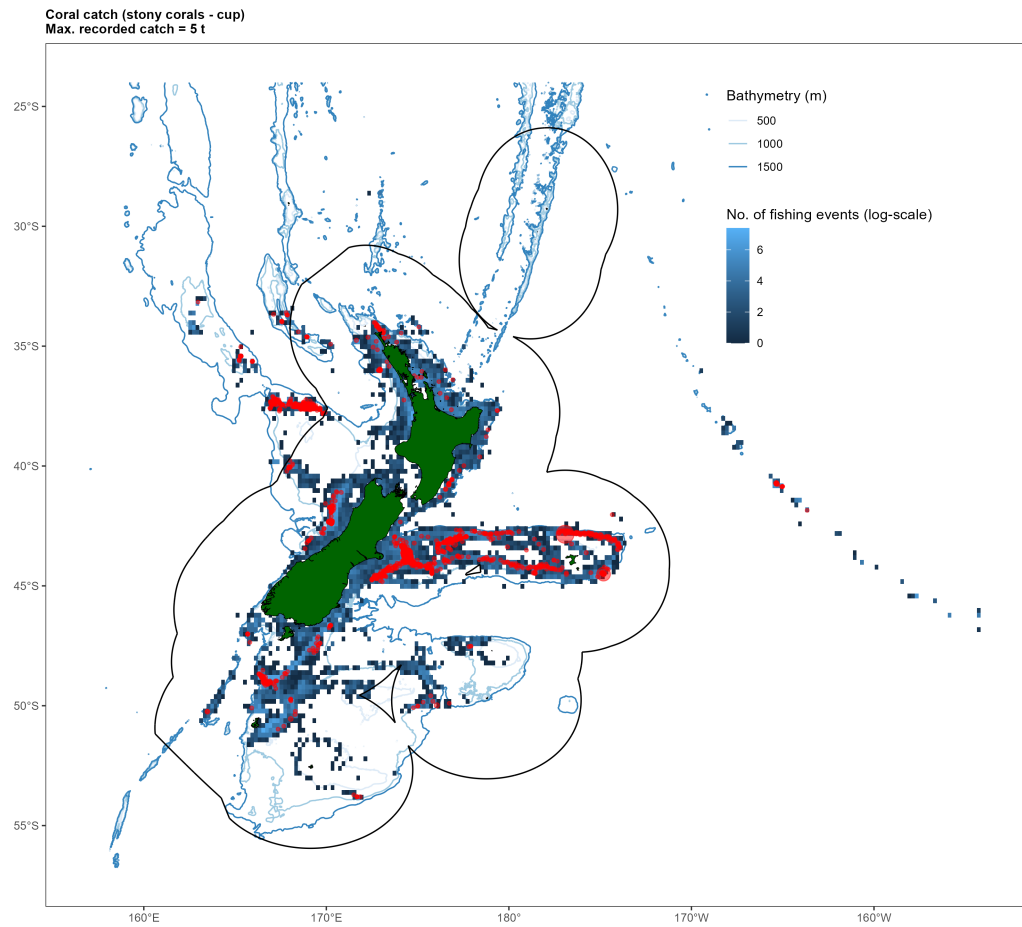 Coral catch (stony corals - cup)
Max. recorded catch = 5 t
25°S
30°S
35°S
40°S
45°S
50°S
55°S
Bathymetry (m)
500
1000
1500
No. of fishing events (log-scale)
6
4
2
0
160°E
170°E
180°
170°W
160°W